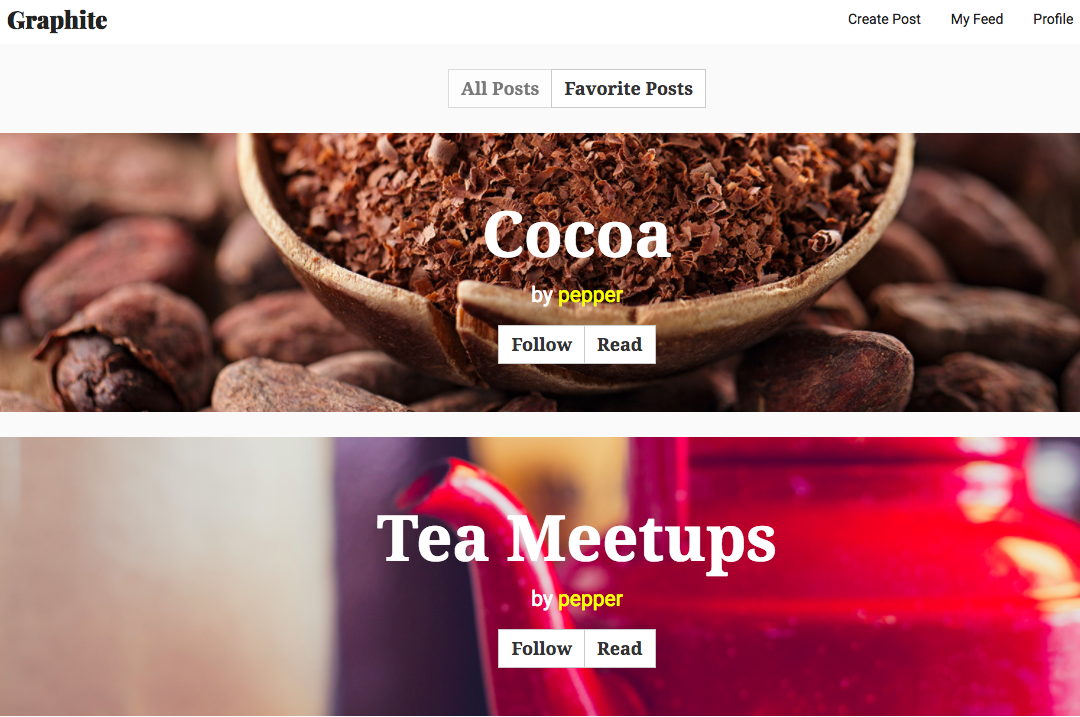 Graphite
Create Post My Feed Profile
All Posts Favorite Posts
Cocoa
by pepper
Follow Read
Tea Meetups
by pepper
Follow Read